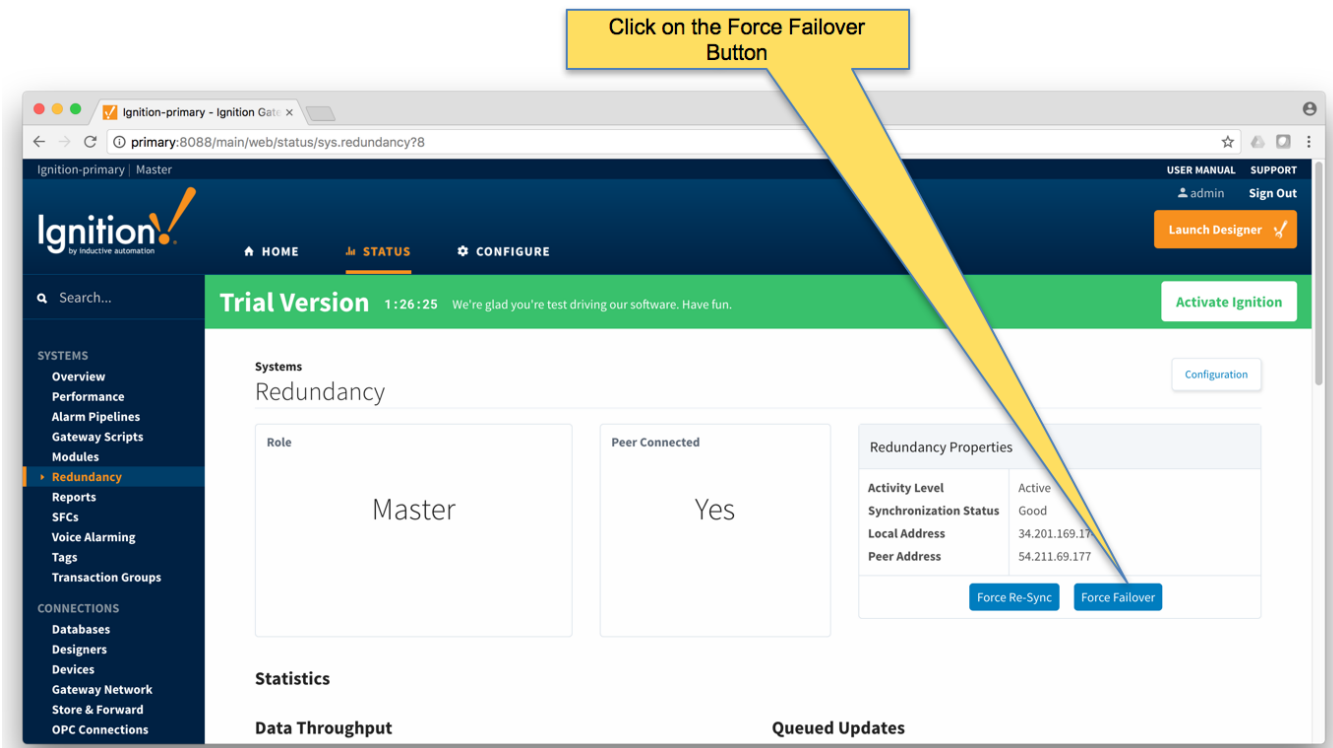 Click on the Force Failover
Button
Ignition-primary - Ignition Gate
primary:8088/main/web/status/sys.redundancy?8
Ignition-primary | Master
USER MANUAL SUPPORT
admin Sign Out
Ignition!
by inductive automation
HOME STATUS CONFIGURE
Launch Designer
Search...
Trial Version 1:26:25 We're glad you're test driving our software. Have fun.
Activate Ignition
SYSTEMS
Overview
Performance
Alarm Pipelines
Gateway Scripts
Modules
Redundancy
Reports
SFCs
Voice Alarming
Tags
Transaction Groups
CONNECTIONS
Databases
Designers
Devices
Gateway Network
Store & Forward
OPC Connections
Systems
Redundancy
Configuration
Role
Master
Peer Connected
Yes
Redundancy Properties
Activity Level Active
Synchronization Status Good
Local Address
Peer Address 54.211.69.177
Force Re-Sync Force Failover
Statistics
Data Throughput
Queued Updates